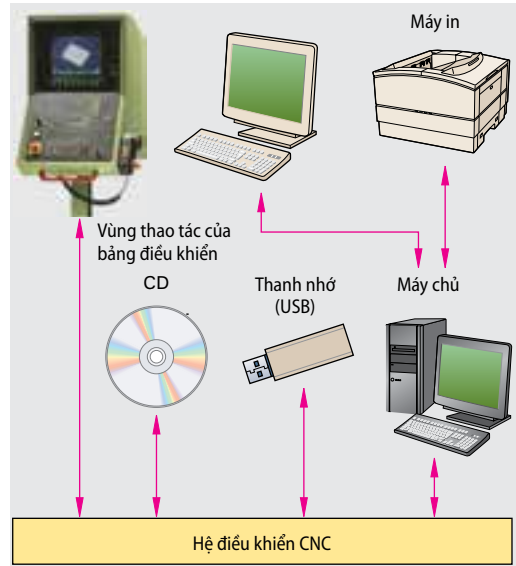 Máy in
Vùng thao tác của
bảng điều khiển
CD
Thanh nhớ
(USB)
Máy chủ
Hệ điều khiển CNC